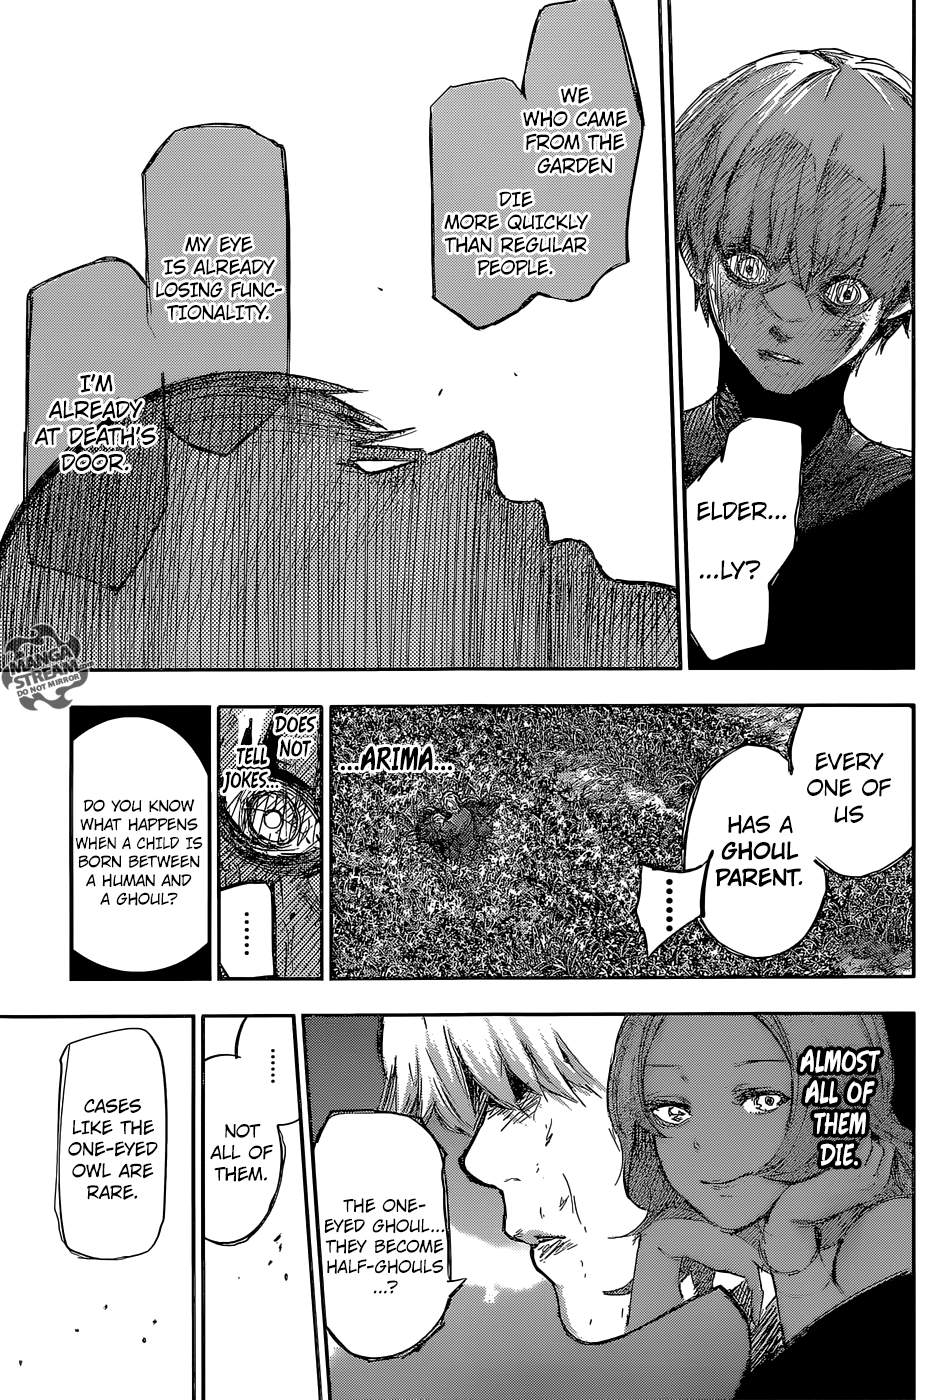 ELDER...
...LY?
WE
WHO CAME
FROM THE
GARDEN
DIE
MORE QUICKLY
THAN REGULAR
PEOPLE.
MY EYE
IS ALREADY
LOSING FUNC-
TIONALITY.
I'M
ALREADY
AT DEATH'S
DOOR.
MANGA
STREAM
DO NOT MIRROR
EVERY
ONE OF
US
HAS A
GHOUL
PARENT.
.......
...ARIMA...
DOES
NOT
TELL
JOKES...
......
DO YOU KNOW
WHAT HAPPENS
WHEN A CHILD IS
BORN BETWEEN
A HUMAN AND
A GHOUL?
ALMOST
ALL OF
THEM
DIE.
THE ONE-
EYED GHOUL...
THEY BECOME
HALF-GHOULS
...?
......
NOT
ALL OF
THEM.
CASES
LIKE THE
ONE-EYED
OWL ARE
RARE.